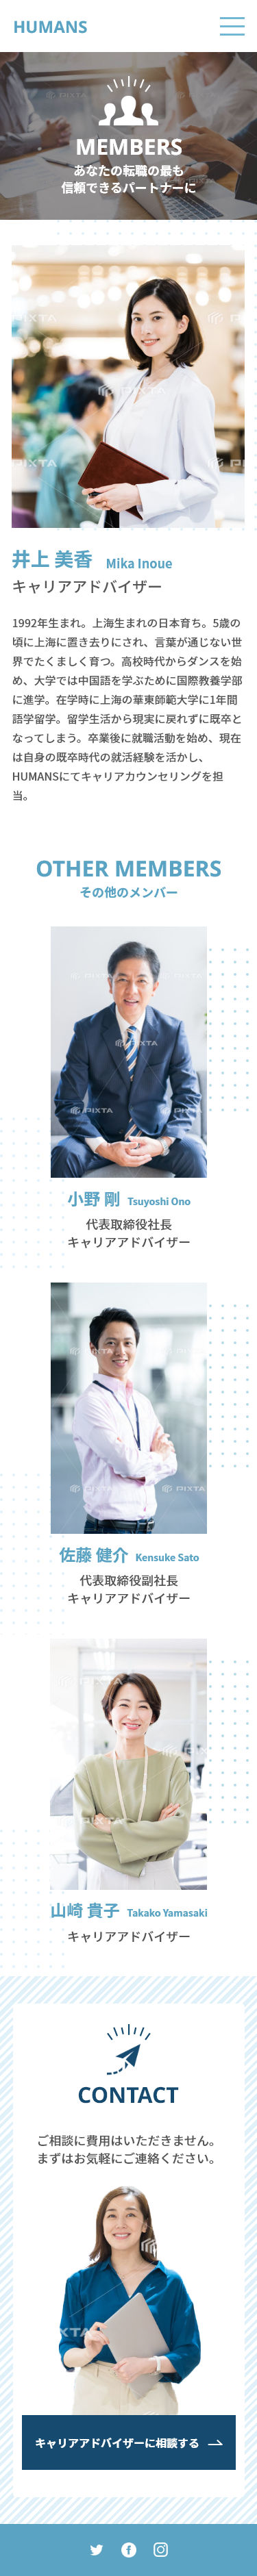 HUMANS
MEMBERS
あなたの転職の最も
信頼できるパートナーに
井上 美香 Mika Inoue
キャリアアドバイザー
1992年生まれ。上海生まれの日本育ち。5歳の
頃に上海に置き去りにされ、言葉が通じない世
界でたくましく育つ。高校時代からダンスを始
め、大学では中国語を学ぶために国際教養学部
に進学。在学時に上海の華東師範大学に1年間
語学留学。留学生活から現実に戻れずに既卒と
なってしまう。卒業後に就職活動を始め、現在
は自身の既卒時代の就活経験を活かし、
HUMANSにてキャリアカウンセリングを担
当。
OTHER MEMBERS
その他のメンバー
小野 剛 Tsuyoshi Ono
代表取締役社長
キャリアアドバイザー
佐藤 健介 Kensuke Sato
代表取締役副社長
キャリアアドバイザー
山崎 貴子 Takako Yamasaki
キャリアアドバイザー
CONTACT
ご相談に費用はいただきません。
まずはお気軽にご連絡ください。
キャリアアドバイザーに相談する